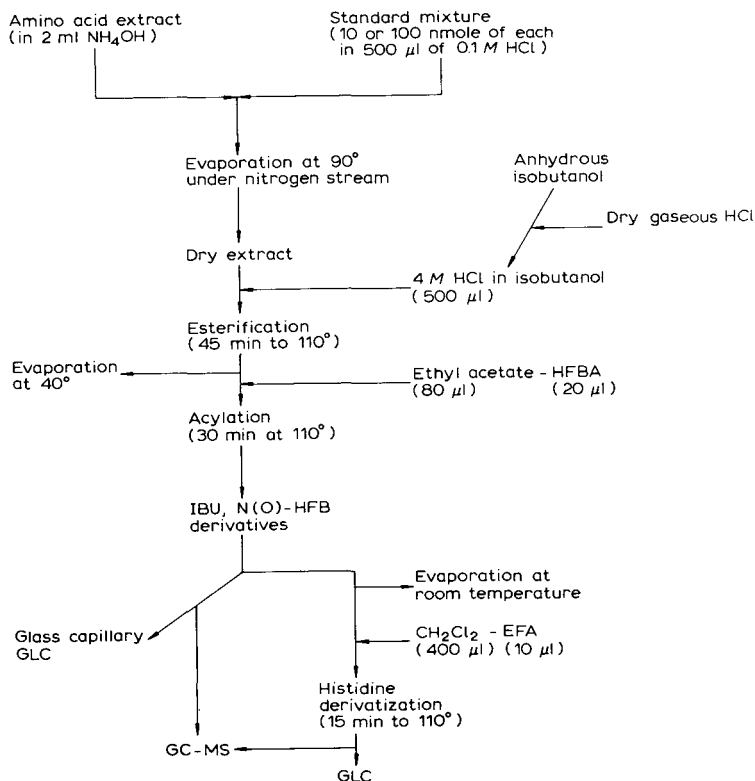 Amino acid extract
(in 2 ml NH₄OH)
Standard mixture
(10 or 100 nmole of each
in 500 µl of 0.1 M HCl)
Evaporation at 90°
under nitrogen stream
Anhydrous
isobutanol
Dry gaseous HCl
Dry extract
4 M HCl in isobutanol
(500 µl)
Esterification
(45 min to 110°)
Evaporation
at 40°
Ethyl acetate - HFBA
(80 µl) (20 µl)
Acylation
(30 min at 110°)
IBU, N(O)-HFB
derivatives
Evaporation at
room temperature
Glass capillary
GLC
CH₂Cl₂ - EFA
(400 µl) (10 µl)
Histidine
derivatization
(15 min to 110°)
GC-MS
GLC